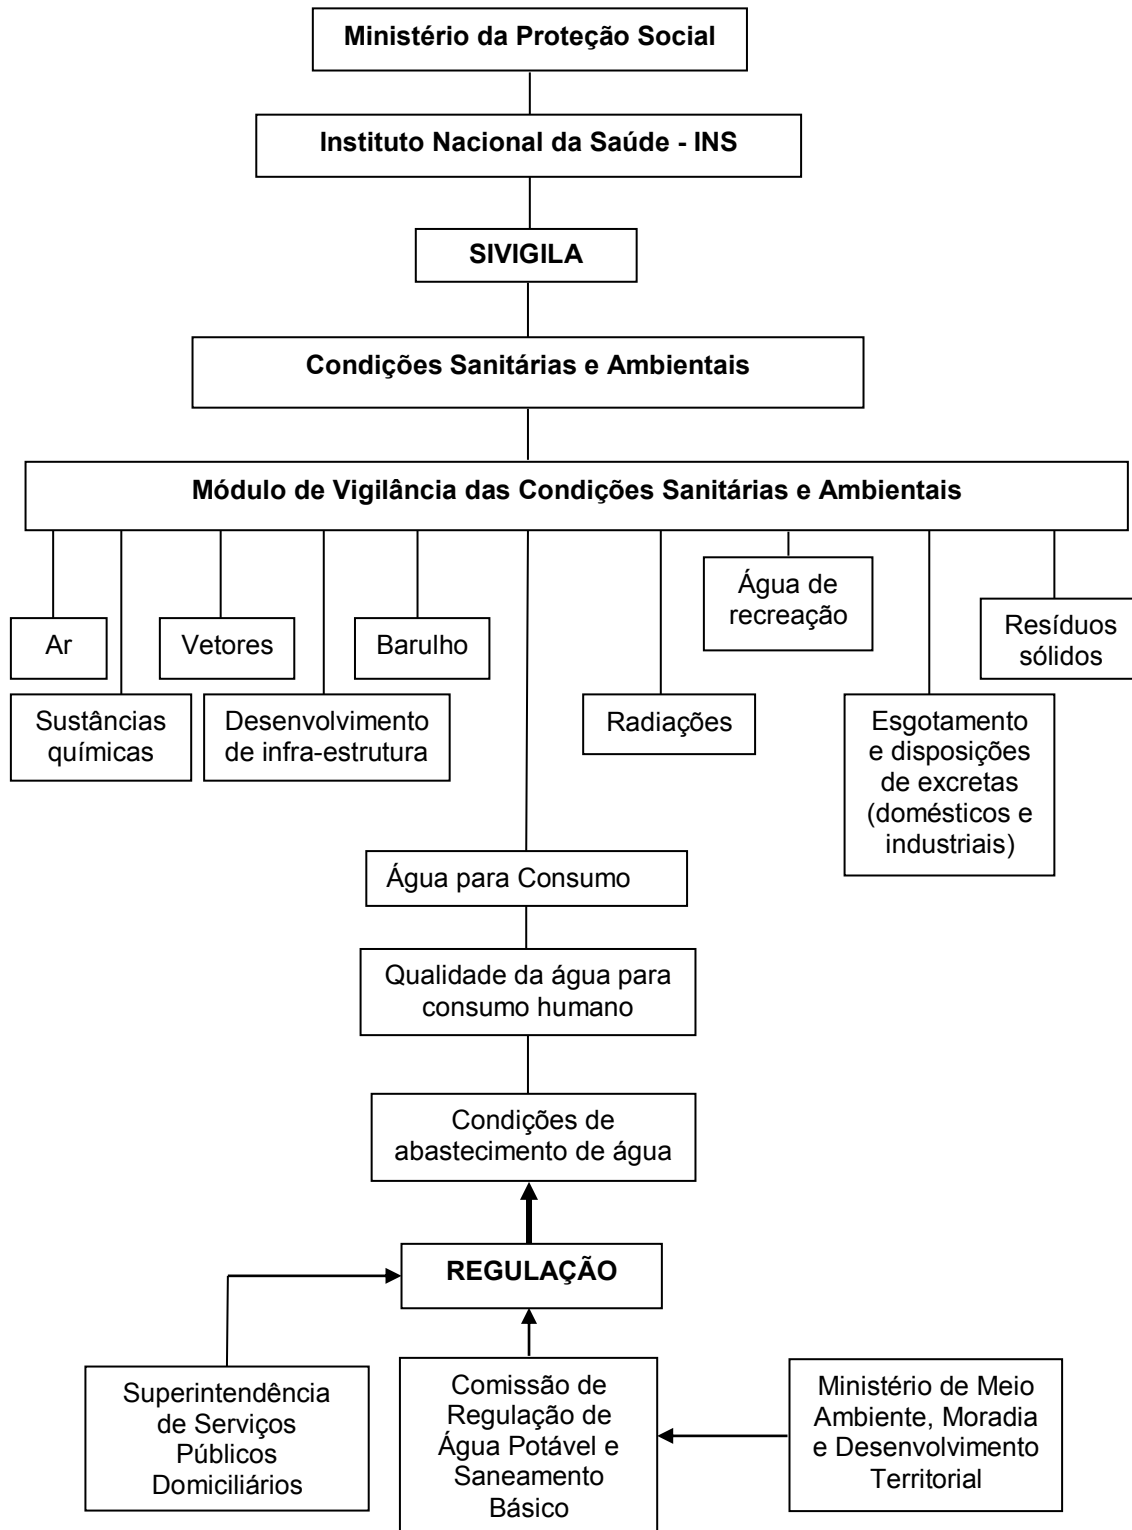 Ministério da Proteção Social
Instituto Nacional da Saúde - INS
SIVIGILA
Condições Sanitárias e Ambientais
Módulo de Vigilância das Condições Sanitárias e Ambientais
Ar
Sustâncias
químicas
Vetores
Desenvolvimento
de infra-estrutura
Barulho
Radiações
Água de
recreação
Esgotamento
e disposições
de excretas
(domésticos e
industriais)
Resíduos
sólidos
Água para Consumo
Qualidade da água para
consumo humano
Condições de
abastecimento de água
REGULAÇÃO
Superintendência
de Serviços
Públicos
Domiciliários
Comissão de
Regulação de
Água Potável e
Saneamento
Básico
Ministério de Meio
Ambiente, Moradia
e Desenvolvimento
Territorial